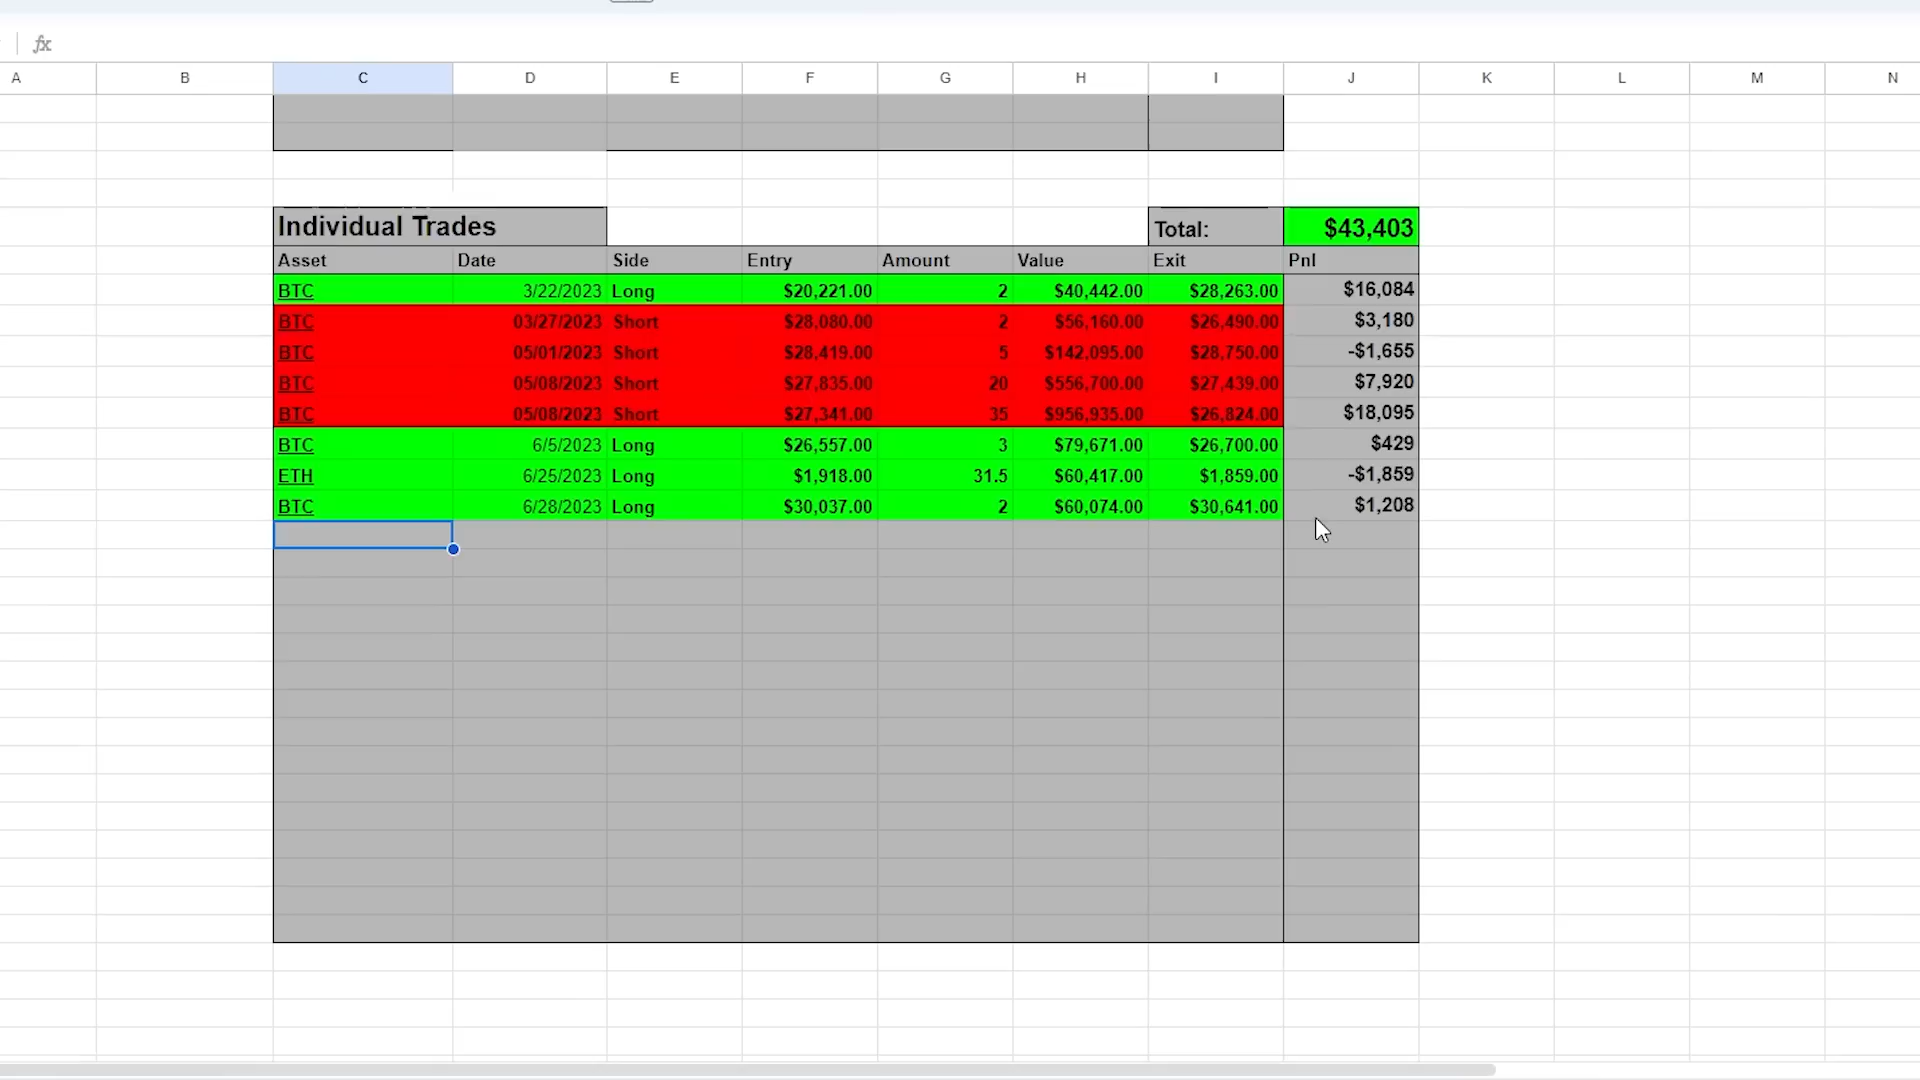 fx
A B C D E F G H I J K L M N
Individual Trades Total: $43,403
Asset Date Side Entry Amount Value Exit Pnl
BTC 3/22/2023 Long $20,221.00 2 $40,442.00 $28,263.00 $16,084
BTC 03/27/2023 Short $28,080.00 2 $56,160.00 $26,490.00 $3,180
BTC 05/01/2023 Short $28,419.00 5 $142,095.00 $28,750.00 -$1,655
BTC 05/08/2023 Short $27,835.00 20 $556,700.00 $27,439.00 $7,920
BTC 05/08/2023 Short $27,341.00 35 $956,935.00 $26,824.00 $18,095
BTC 6/5/2023 Long $26,557.00 3 $79,671.00 $26,700.00 $429
ETH 6/25/2023 Long $1,918.00 31.5 $60,417.00 $1,859.00 -$1,859
BTC 6/28/2023 Long $30,037.00 2 $60,074.00 $30,641.00 $1,208